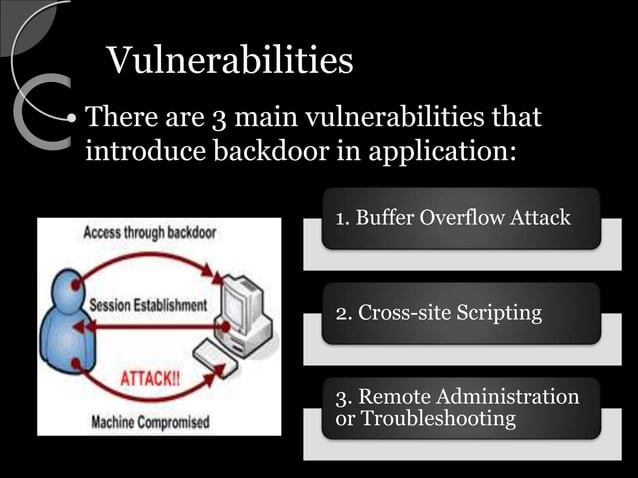 Vulnerabilities
• There are 3 main vulnerabilities that
introduce backdoor in application:
Access through backdoor
Session Establishment
ATTACK!!
Machine Compromised
1. Buffer Overflow Attack
2. Cross-site Scripting
3. Remote Administration
or Troubleshooting